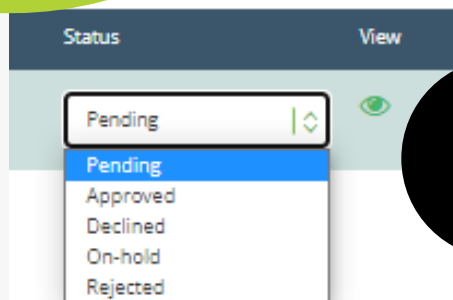 Status View
Pending
Pending
Approved
Declined
On-hold
Rejected